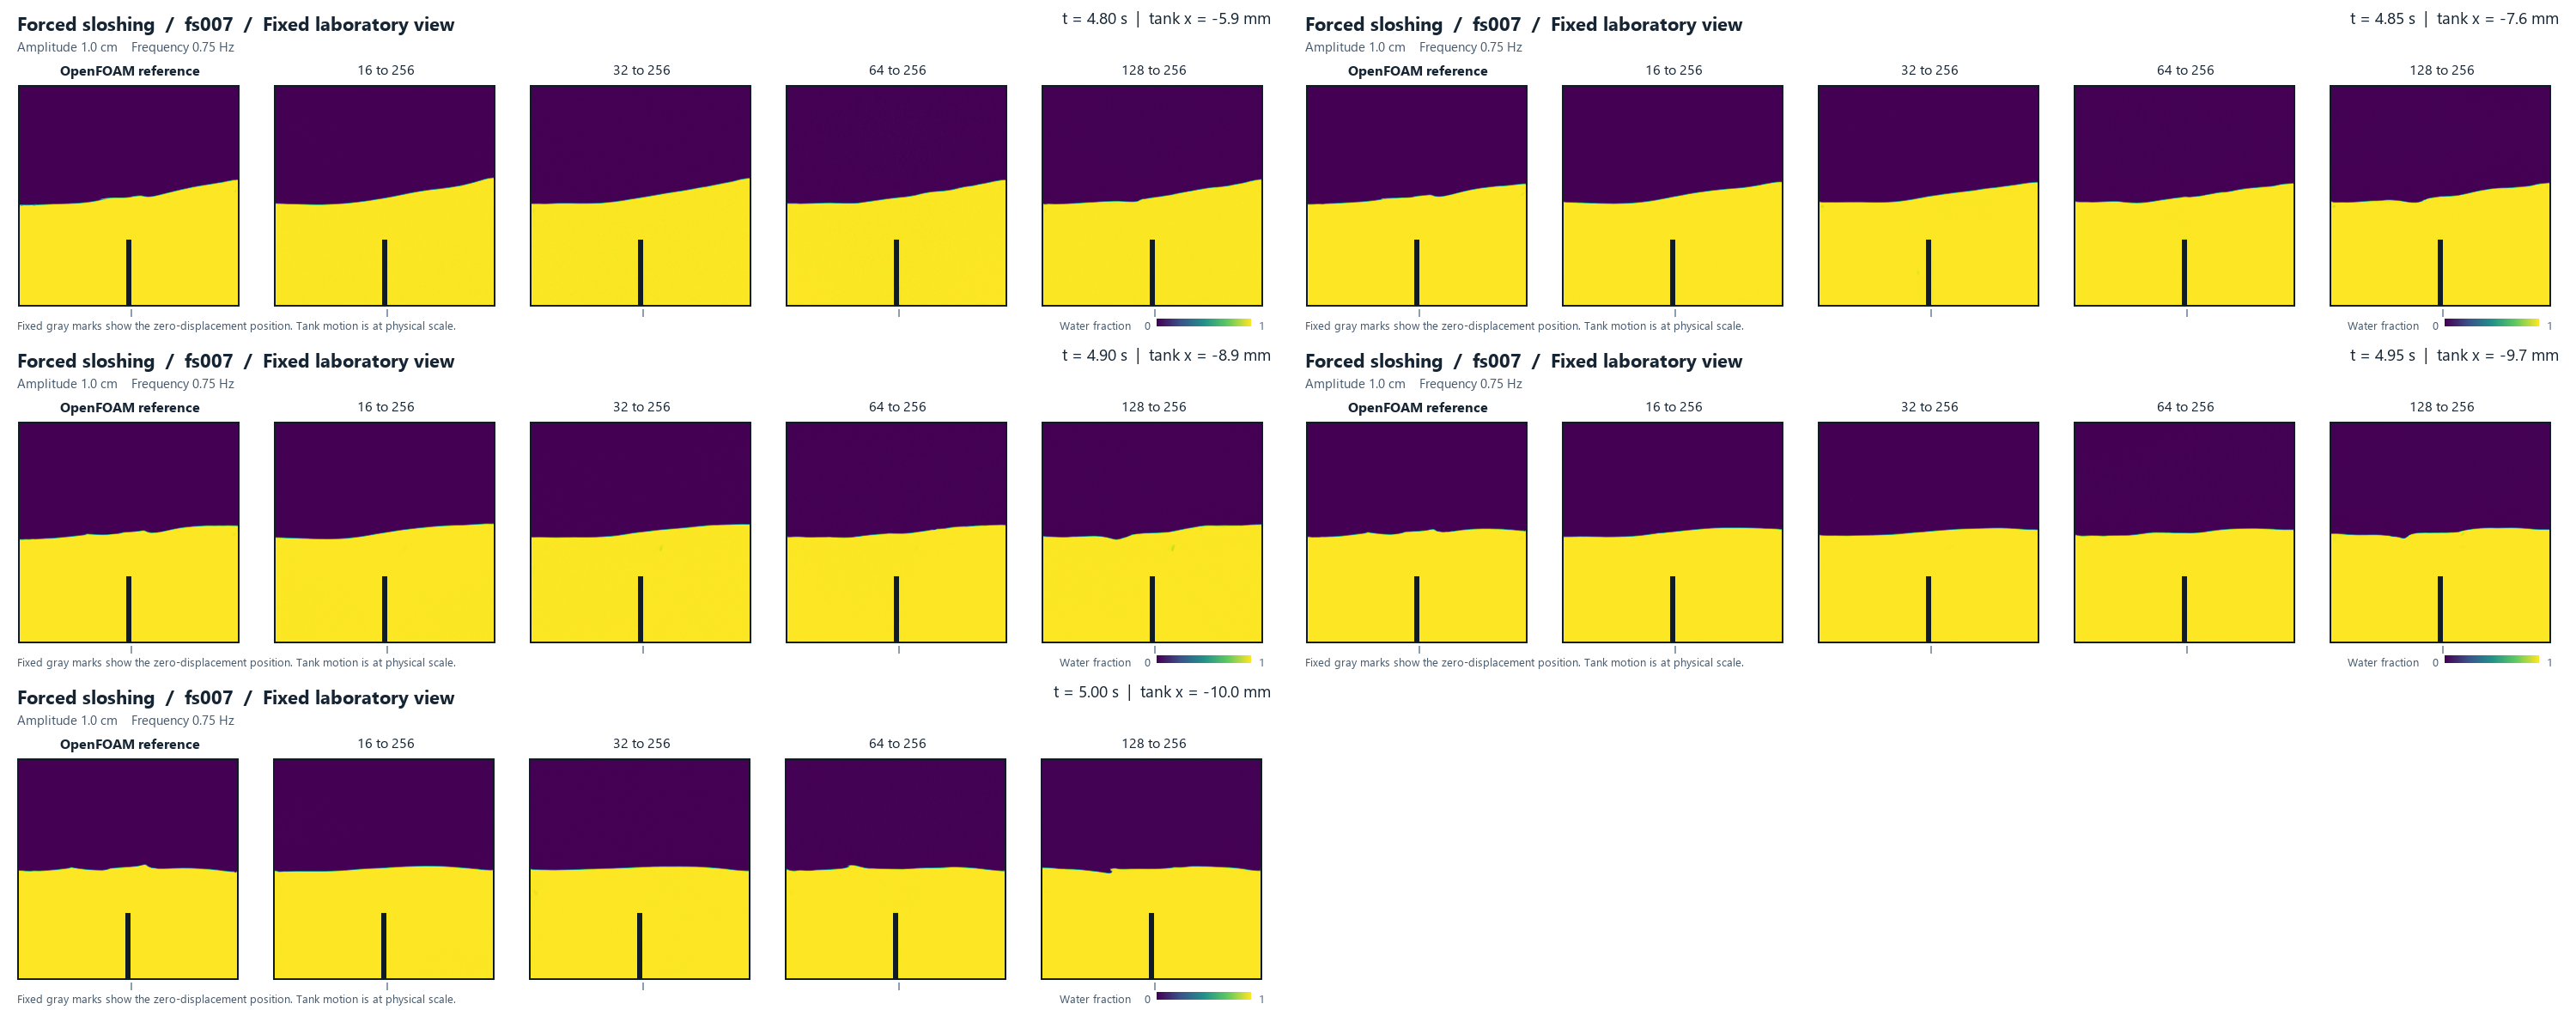 Forced sloshing / fs007 / Fixed laboratory view
t = 4.80 s | tank x = -5.9 mm
Amplitude 1.0 cm Frequency 0.75 Hz
OpenFOAM reference
16 to 256
32 to 256
64 to 256
128 to 256
Fixed gray marks show the zero-displacement position. Tank motion is at physical scale.
Water fraction 0 1
Forced sloshing / fs007 / Fixed laboratory view
t = 4.85 s | tank x = -7.6 mm
Amplitude 1.0 cm Frequency 0.75 Hz
OpenFOAM reference
16 to 256
32 to 256
64 to 256
128 to 256
Fixed gray marks show the zero-displacement position. Tank motion is at physical scale.
Water fraction 0 1
Forced sloshing / fs007 / Fixed laboratory view
t = 4.90 s | tank x = -8.9 mm
Amplitude 1.0 cm Frequency 0.75 Hz
OpenFOAM reference
16 to 256
32 to 256
64 to 256
128 to 256
Fixed gray marks show the zero-displacement position. Tank motion is at physical scale.
Water fraction 0 1
Forced sloshing / fs007 / Fixed laboratory view
t = 4.95 s | tank x = -9.7 mm
Amplitude 1.0 cm Frequency 0.75 Hz
OpenFOAM reference
16 to 256
32 to 256
64 to 256
128 to 256
Fixed gray marks show the zero-displacement position. Tank motion is at physical scale.
Water fraction 0 1
Forced sloshing / fs007 / Fixed laboratory view
t = 5.00 s | tank x = -10.0 mm
Amplitude 1.0 cm Frequency 0.75 Hz
OpenFOAM reference
16 to 256
32 to 256
64 to 256
128 to 256
Fixed gray marks show the zero-displacement position. Tank motion is at physical scale.
Water fraction 0 1